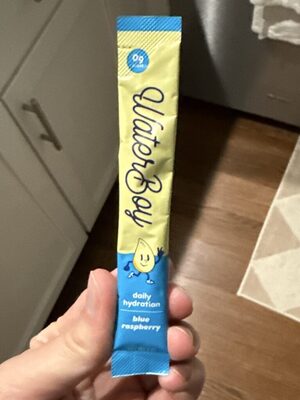 0g
WaterBoy
daily
hydration
blue
raspberry